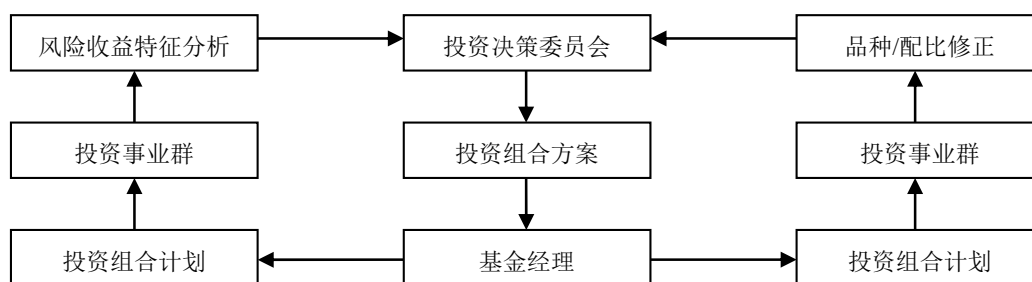 风险收益特征分析
投资决策委员会
品种/配比修正
投资事业群
投资组合方案
投资事业群
投资组合计划
基金经理
投资组合计划